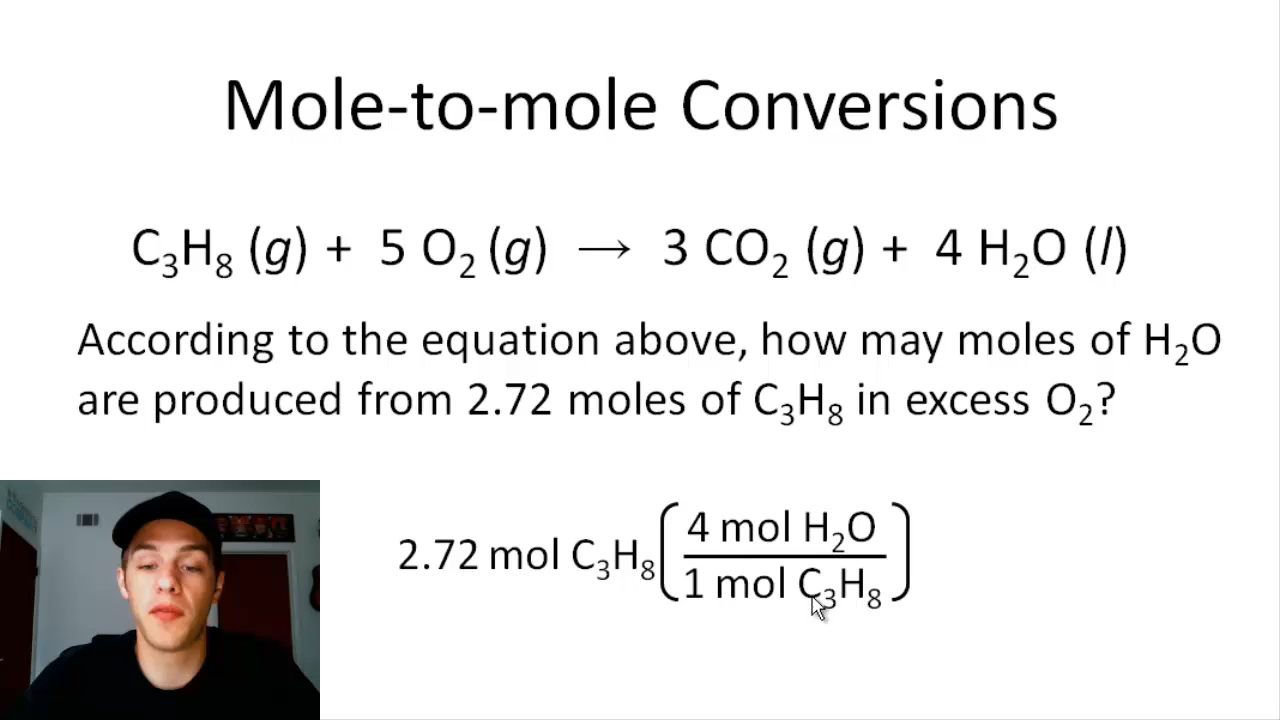 Mole-to-mole Conversions
C₃H₈ (g) + 5 O₂ (g) → 3 CO₂ (g) + 4 H₂O (l)
According to the equation above, how may moles of H₂O
are produced from 2.72 moles of C₃H₈ in excess O₂?
4 mol H₂O
2.72 mol C₃H₈
1 mol C₃H₈